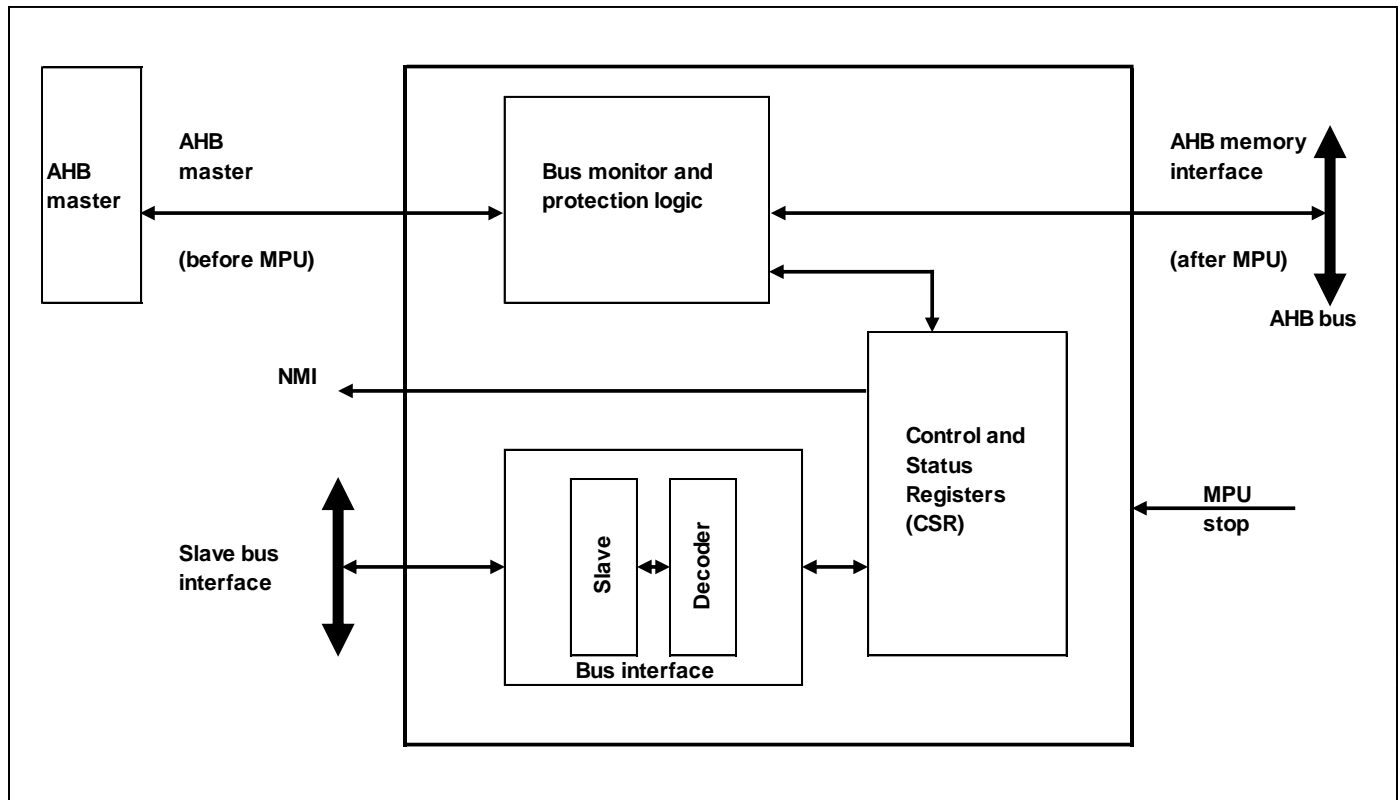 AHB
master
AHB
master
(before MPU)
Bus monitor and
protection logic
AHB memory
interface
(after MPU)
AHB bus
NMI
Control and
Status
Registers
(CSR)
MPU
stop
Slave bus
interface
Slave
Decoder
Bus interface